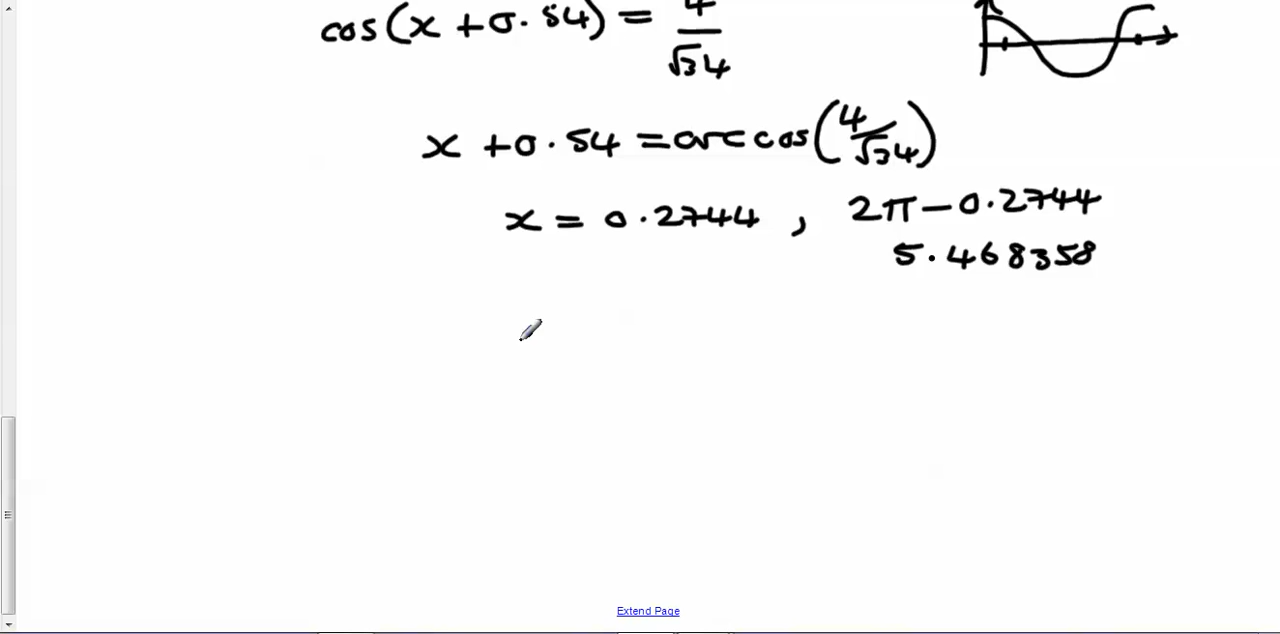 cos(x + 0.54) = 4/√34
x + 0.54 = arccos(4/√34)
x = 0.2744 , 2π − 0.2744
5.468358
Extend Page